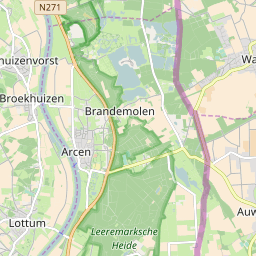 N271
huizenvorst
Wa
Brandemolen
Broekhuizen
Arcen
Auw
Lottum
Leeremarksche
Heide